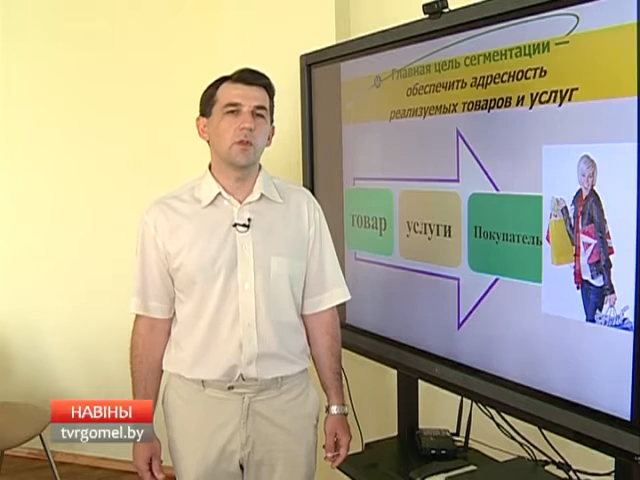 Главная цель сегментации —
обеспечить адресность
реализуемых товаров и услуг
товар
услуги
Покупатель
НАВІНЫ
tvrgomel.by